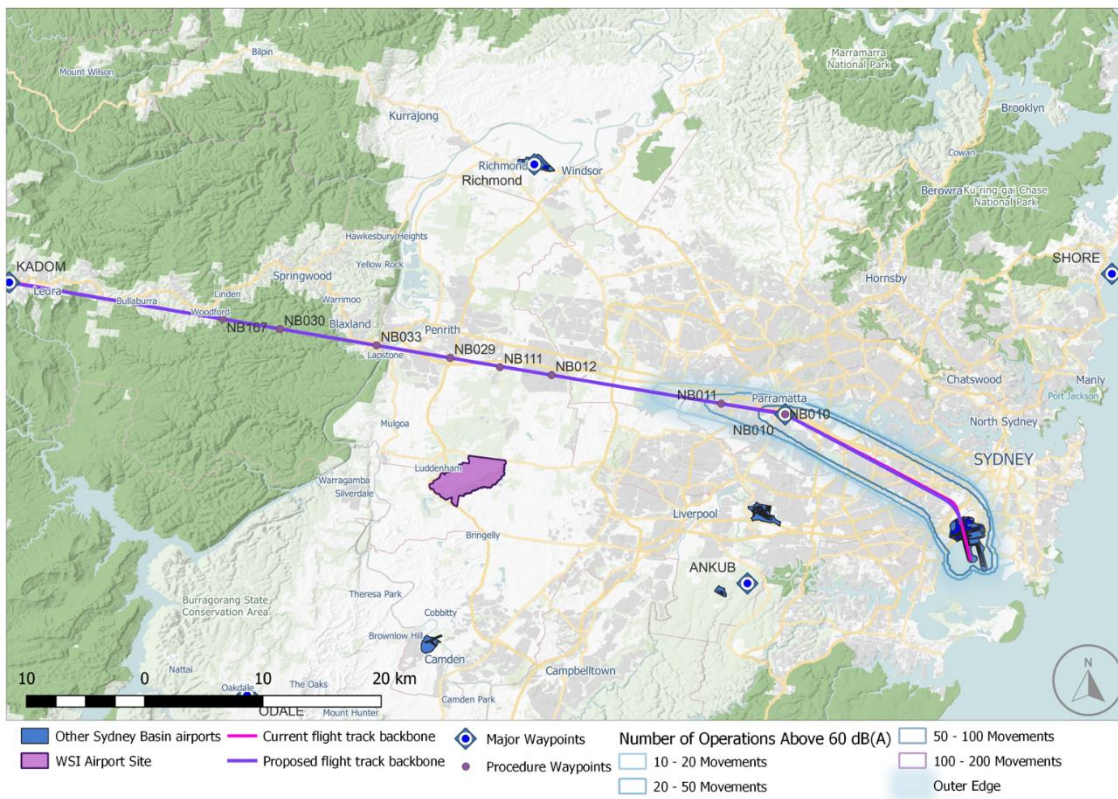 Mount Wilson
Bilpin
Marramarra
National Park
Kurrajong
Brooklyn
Richmond
Richmond
Windsor
Cowan
Berowra
Ku-ring-gai Chase
National Park
Hawkesbury Heights
Yellow Rock
KADOM
Leura
Springwood
Hornsby
SHORE
Bullaburra
Linden
Warrimoo
Woodford
NB167
NB030
Blaxland
NB033
Lapstone
Penrith
NB029
NB111
NB012
Chatswood
Manly
Port Jackson
NB011
Parramatta
NB010
NB010
North Sydney
Mulgoa
SYDNEY
Luddenham
Warragamba
Silverdale
Liverpool
Bringelly
ANKUB
Burragorang State
Conservation Area
Theresa Park
Cobbitty
Brownlow Hill
Camden
Campbelltown
Nattai
Oakdale
ODALE
The Oaks
Mount Hunter
Camden Park
N
10 0 10 20 km
Other Sydney Basin airports
WSI Airport Site
Current flight track backbone
Proposed flight track backbone
Major Waypoints
Procedure Waypoints
Number of Operations Above 60 dB(A)
10 - 20 Movements
20 - 50 Movements
50 - 100 Movements
100 - 200 Movements
Outer Edge